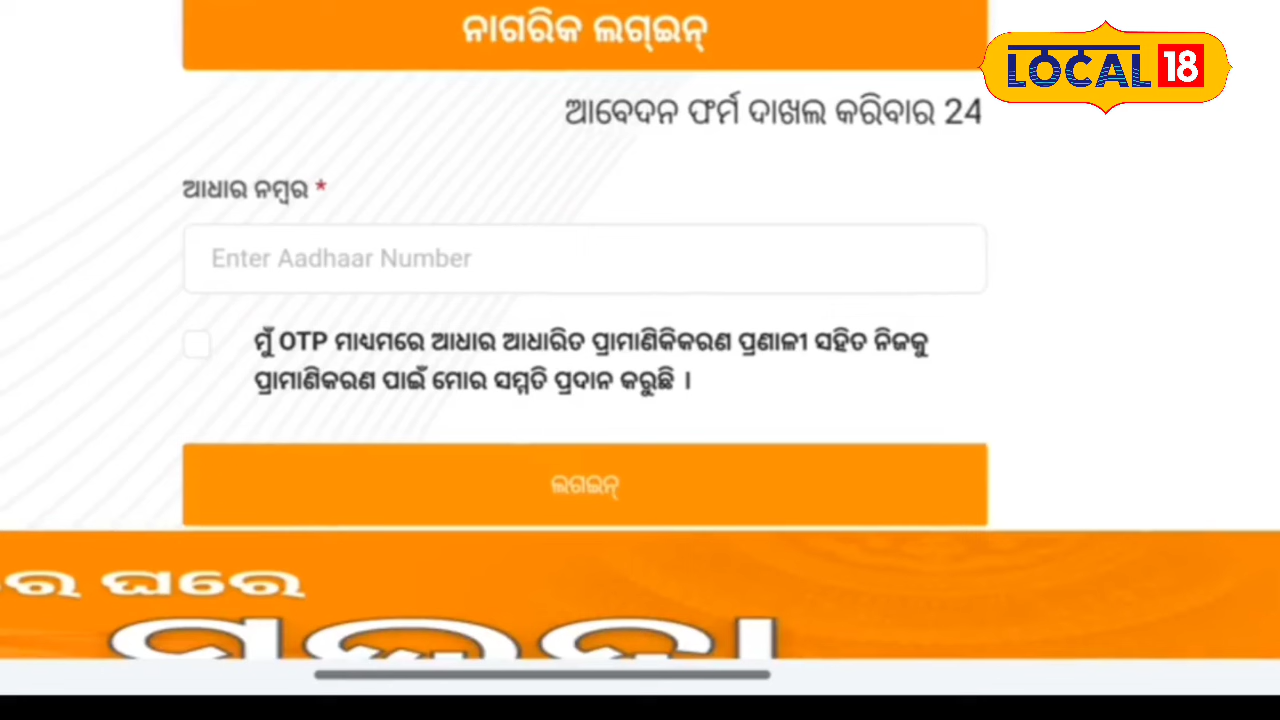 ନାଗରିକ ଲଗ୍ଇନ୍
LOCAL 18
ଆବେଦନ ଫର୍ମ ଦାଖଲ କରିବାର 24
ଆଧାର ନମ୍ବର *
Enter Aadhaar Number
ମୁଁ OTP ମାଧ୍ୟମରେ ଆଧାର ଆଧାରିତ ପ୍ରାମାଣିକିକରଣ ପ୍ରଣାଳୀ ସହିତ ନିଜକୁ
ପ୍ରାମାଣିକରଣ ପାଇଁ ମୋର ସମ୍ମତି ପ୍ରଦାନ କରୁଛି ।
ଲଗଇନ୍
ଘରେ